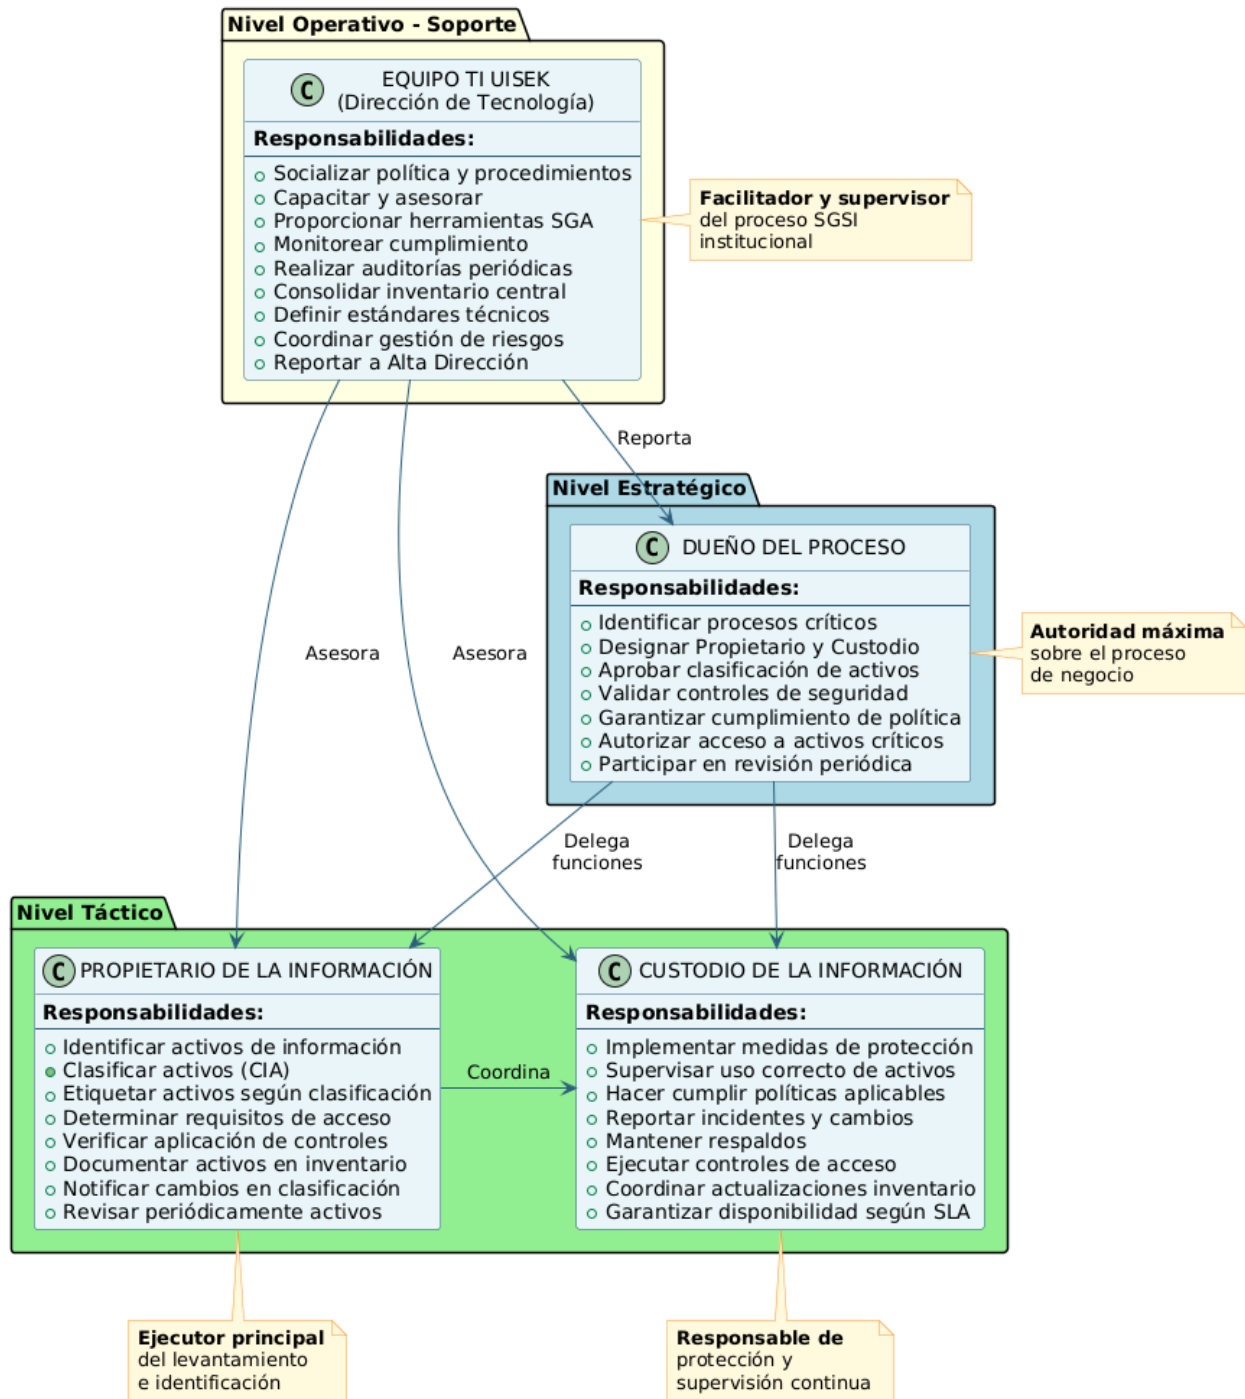 Nivel Operativo - Soporte
C
EQUIPO TI UISEK
(Dirección de Tecnología)
Responsabilidades:
Socializar política y procedimientos
Capacitar y asesorar
Proporcionar herramientas SGA
Monitorear cumplimiento
Realizar auditorías periódicas
Consolidar inventario central
Definir estándares técnicos
Coordinar gestión de riesgos
Reportar a Alta Dirección
Facilitador y supervisor
del proceso SGSI
institucional
Reporta
Nivel Estratégico
C
DUEÑO DEL PROCESO
Responsabilidades:
Identificar procesos críticos
Designar Propietario y Custodio
Aprobar clasificación de activos
Validar controles de seguridad
Garantizar cumplimiento de política
Autorizar acceso a activos críticos
Participar en revisión periódica
Autoridad máxima
sobre el proceso
de negocio
Asesora
Asesora
Delega
funciones
Delega
funciones
Nivel Táctico
C
PROPIETARIO DE LA INFORMACIÓN
Responsabilidades:
Identificar activos de información
Clasificar activos (CIA)
Etiquetar activos según clasificación
Determinar requisitos de acceso
Verificar aplicación de controles
Documentar activos en inventario
Notificar cambios en clasificación
Revisar periódicamente activos
Coordina
C
CUSTODIO DE LA INFORMACIÓN
Responsabilidades:
Implementar medidas de protección
Supervisar uso correcto de activos
Hacer cumplir políticas aplicables
Reportar incidentes y cambios
Mantener respaldos
Ejecutar controles de acceso
Coordinar actualizaciones inventario
Garantizar disponibilidad según SLA
Ejecutor principal
del levantamiento
e identificación
Responsable de
protección y
supervisión continua